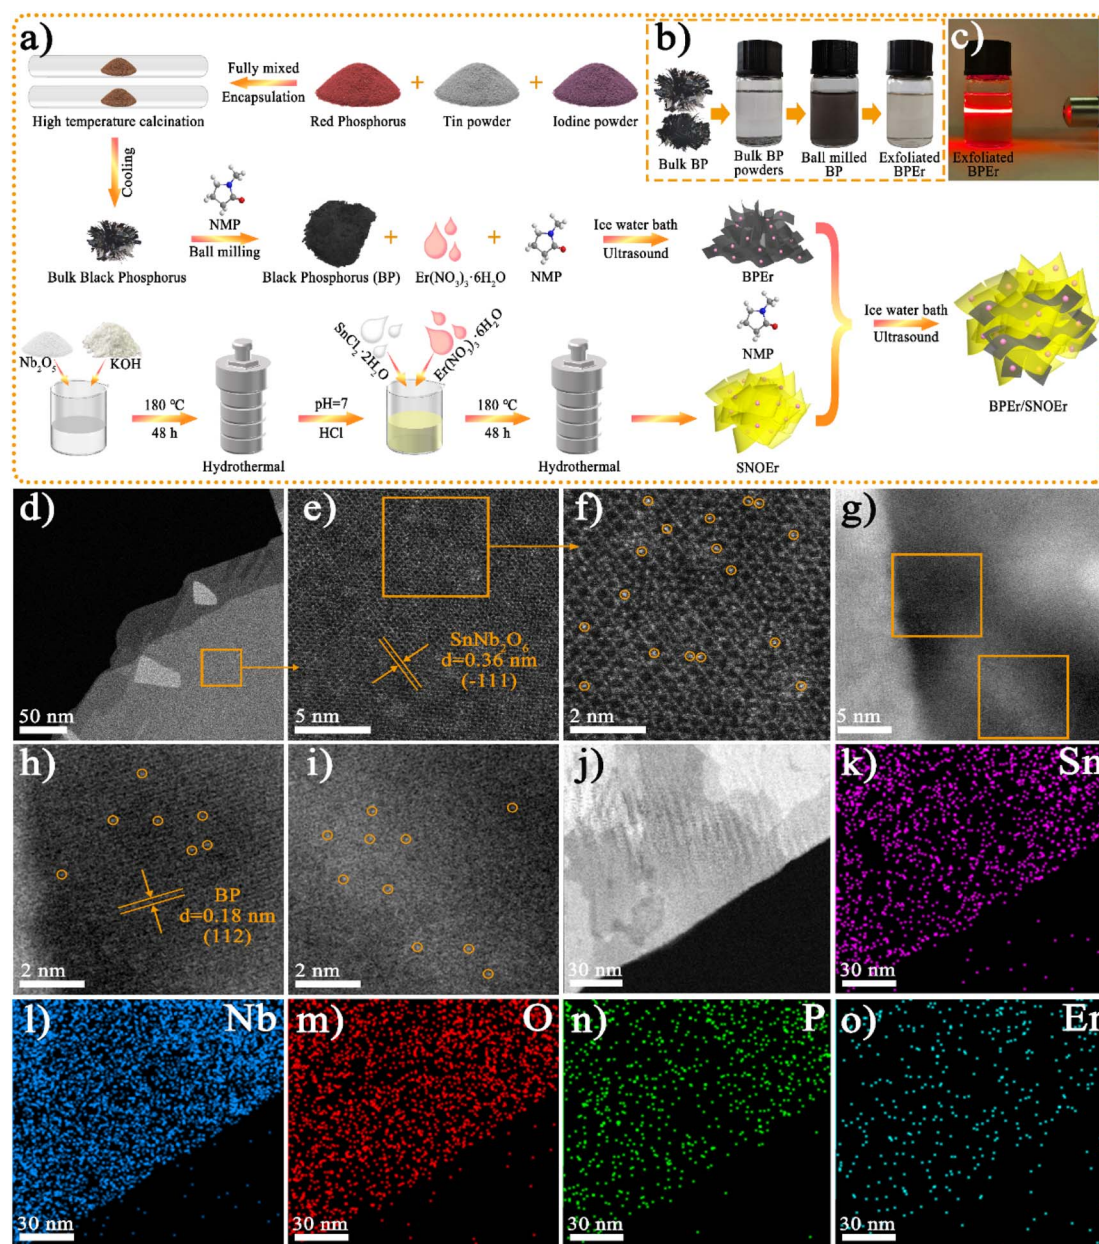 a)
Fully mixed
Encapsulation
High temperature calcination
Red Phosphorus
+
Tin powder
+
Iodine powder
b)
Bulk BP
Bulk BP
powders
Ball milled
BP
Exfoliated
BPEr
c)
Exfoliated
BPEr
Cooling
Bulk Black Phosphorus
NMP
Ball milling
Black Phosphorus (BP)
+
Er(NO₃)₃·6H₂O
+
NMP
Ice water bath
Ultrasound
BPEr
NMP
Ice water bath
Ultrasound
BPEr/SNOEr
Nb₂O₅
KOH
180 ℃
48 h
Hydrothermal
pH=7
HCl
SnCl₂·2H₂O
Er(NO₃)₃·6H₂O
180 ℃
48 h
Hydrothermal
SNOEr
d)
50 nm
e)
SnNb₂O₆
d=0.36 nm
(-111)
5 nm
f)
2 nm
g)
5 nm
h)
BP
d=0.18 nm
(112)
2 nm
i)
2 nm
j)
30 nm
k)
Sn
30 nm
l)
Nb
30 nm
m)
O
30 nm
n)
P
30 nm
o)
Er
30 nm